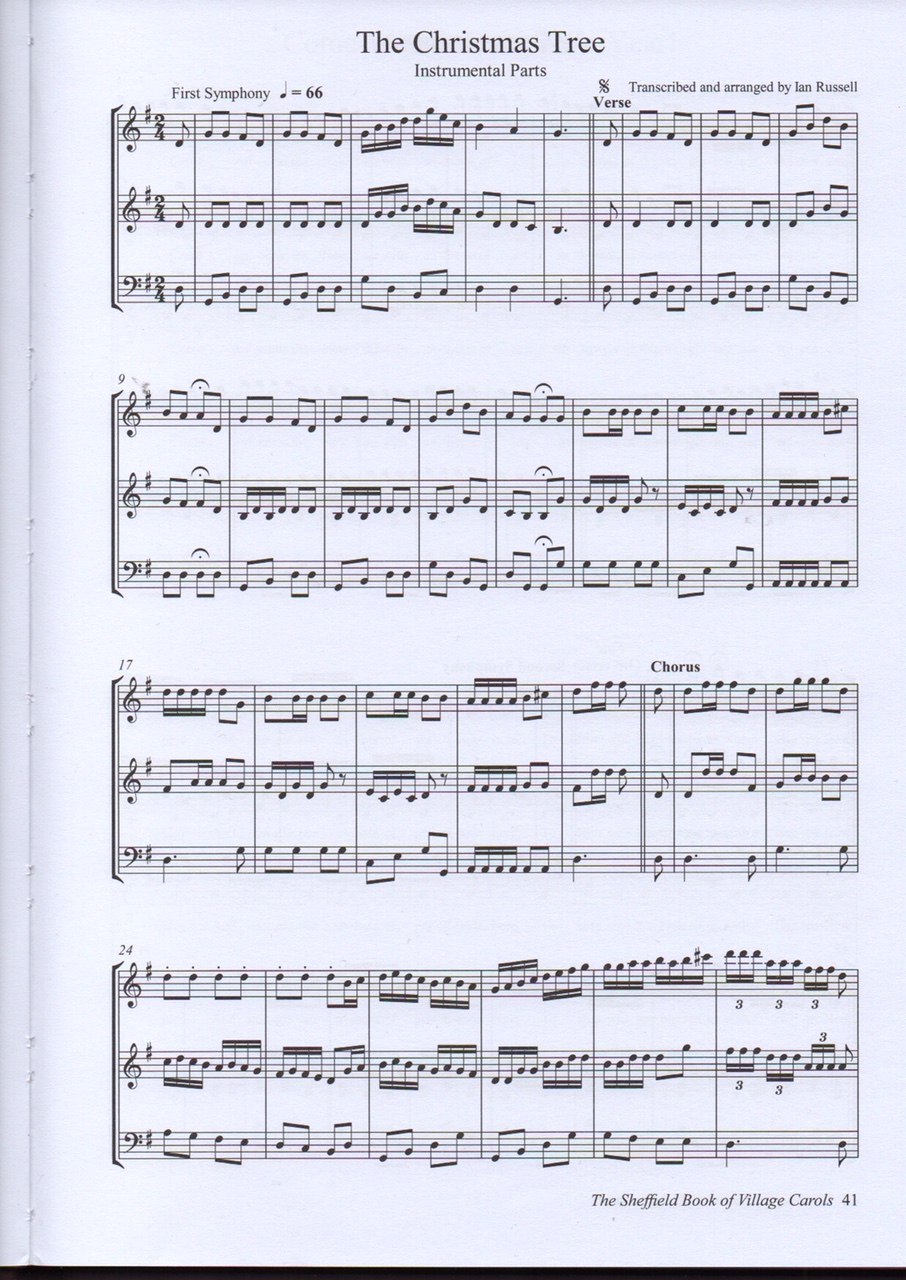 The Christmas Tree
Instrumental Parts
First Symphony ♩ = 66
Transcribed and arranged by Ian Russell
Verse
9
17
Chorus
24
3 3 3
3 3 3
The Sheffield Book of Village Carols 41